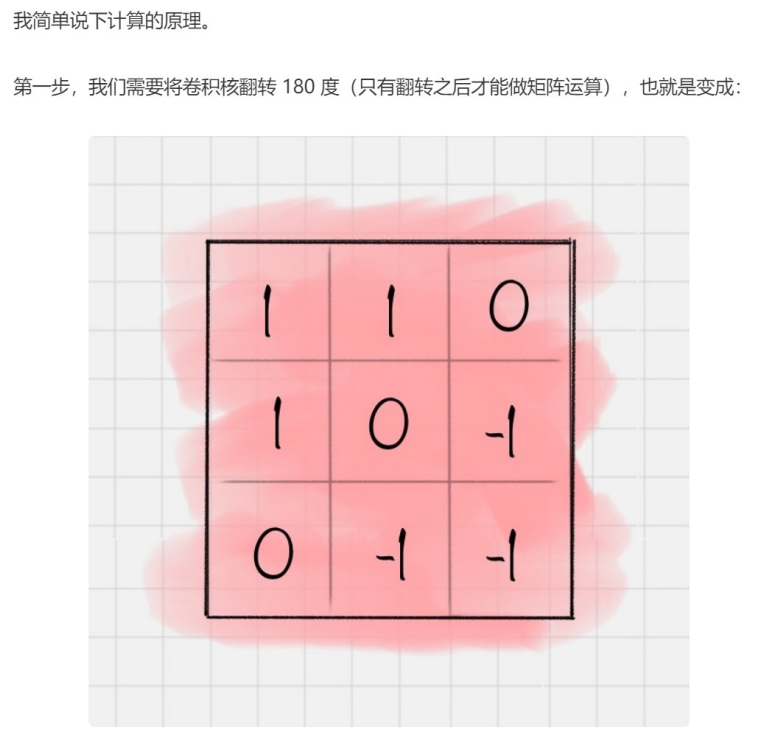 我简单说下计算的原理。
第一步，我们需要将卷积核翻转 180 度（只有翻转之后才能做矩阵运算），也就是变成：
1 1 0
1 0 -1
0 -1 -1